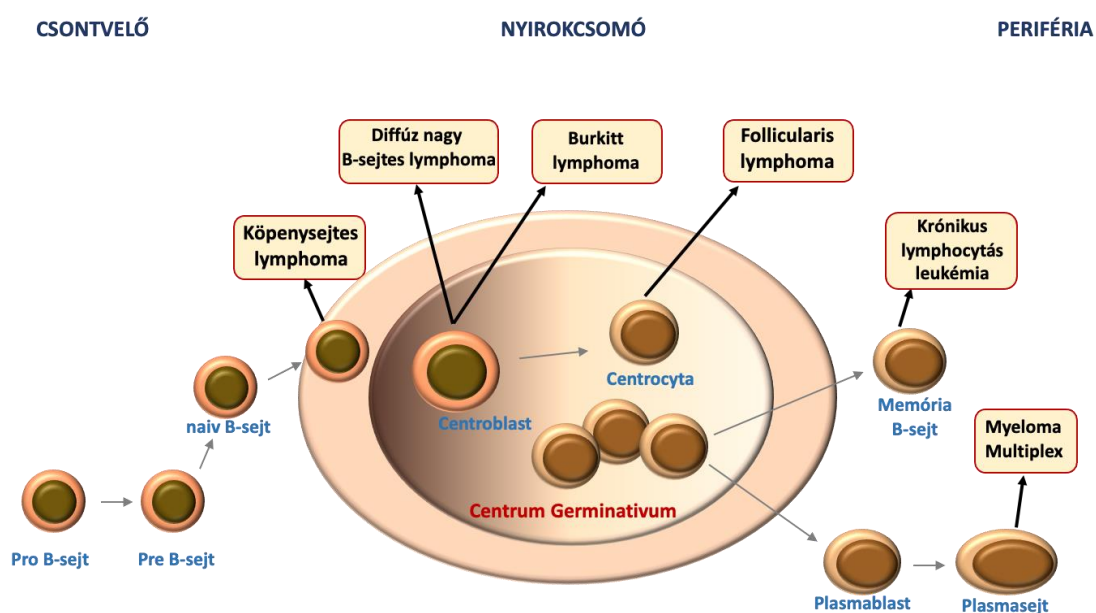 CSONTVELŐ
NYIROKCSOMÓ
PERIFÉRIA
Diffúz nagy
B-sejtes lymphoma
Burkitt
lymphoma
Follicularis
lymphoma
Köpenysejtes
lymphoma
Krónikus
lymphocytás
leukémia
Centrocyta
Memória
B-sejt
naiv B-sejt
Centroblast
Myeloma
Multiplex
Centrum Germinativum
Pro B-sejt
Pre B-sejt
Plasmablast
Plasmasejt